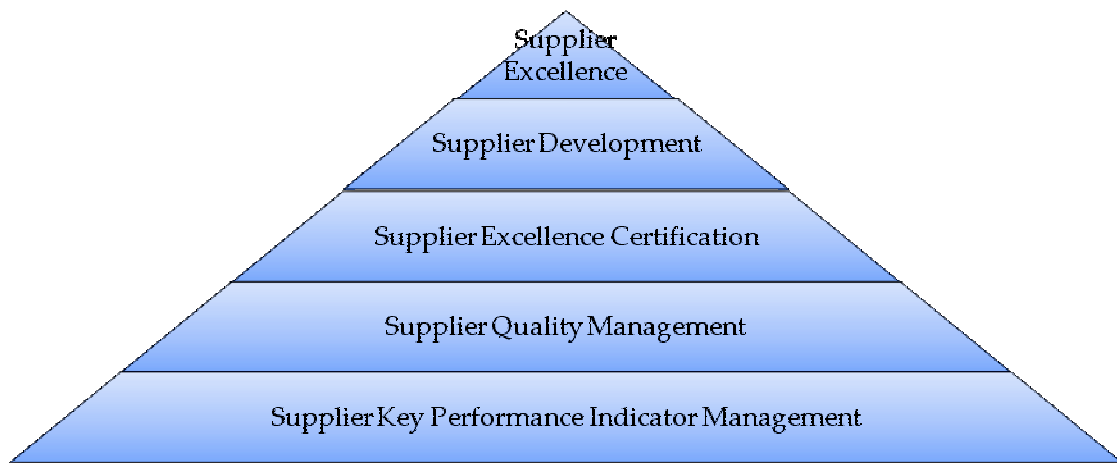 Supplier
Excellence
Supplier Development
Supplier Excellence Certification
Supplier Quality Management
Supplier Key Performance Indicator Management